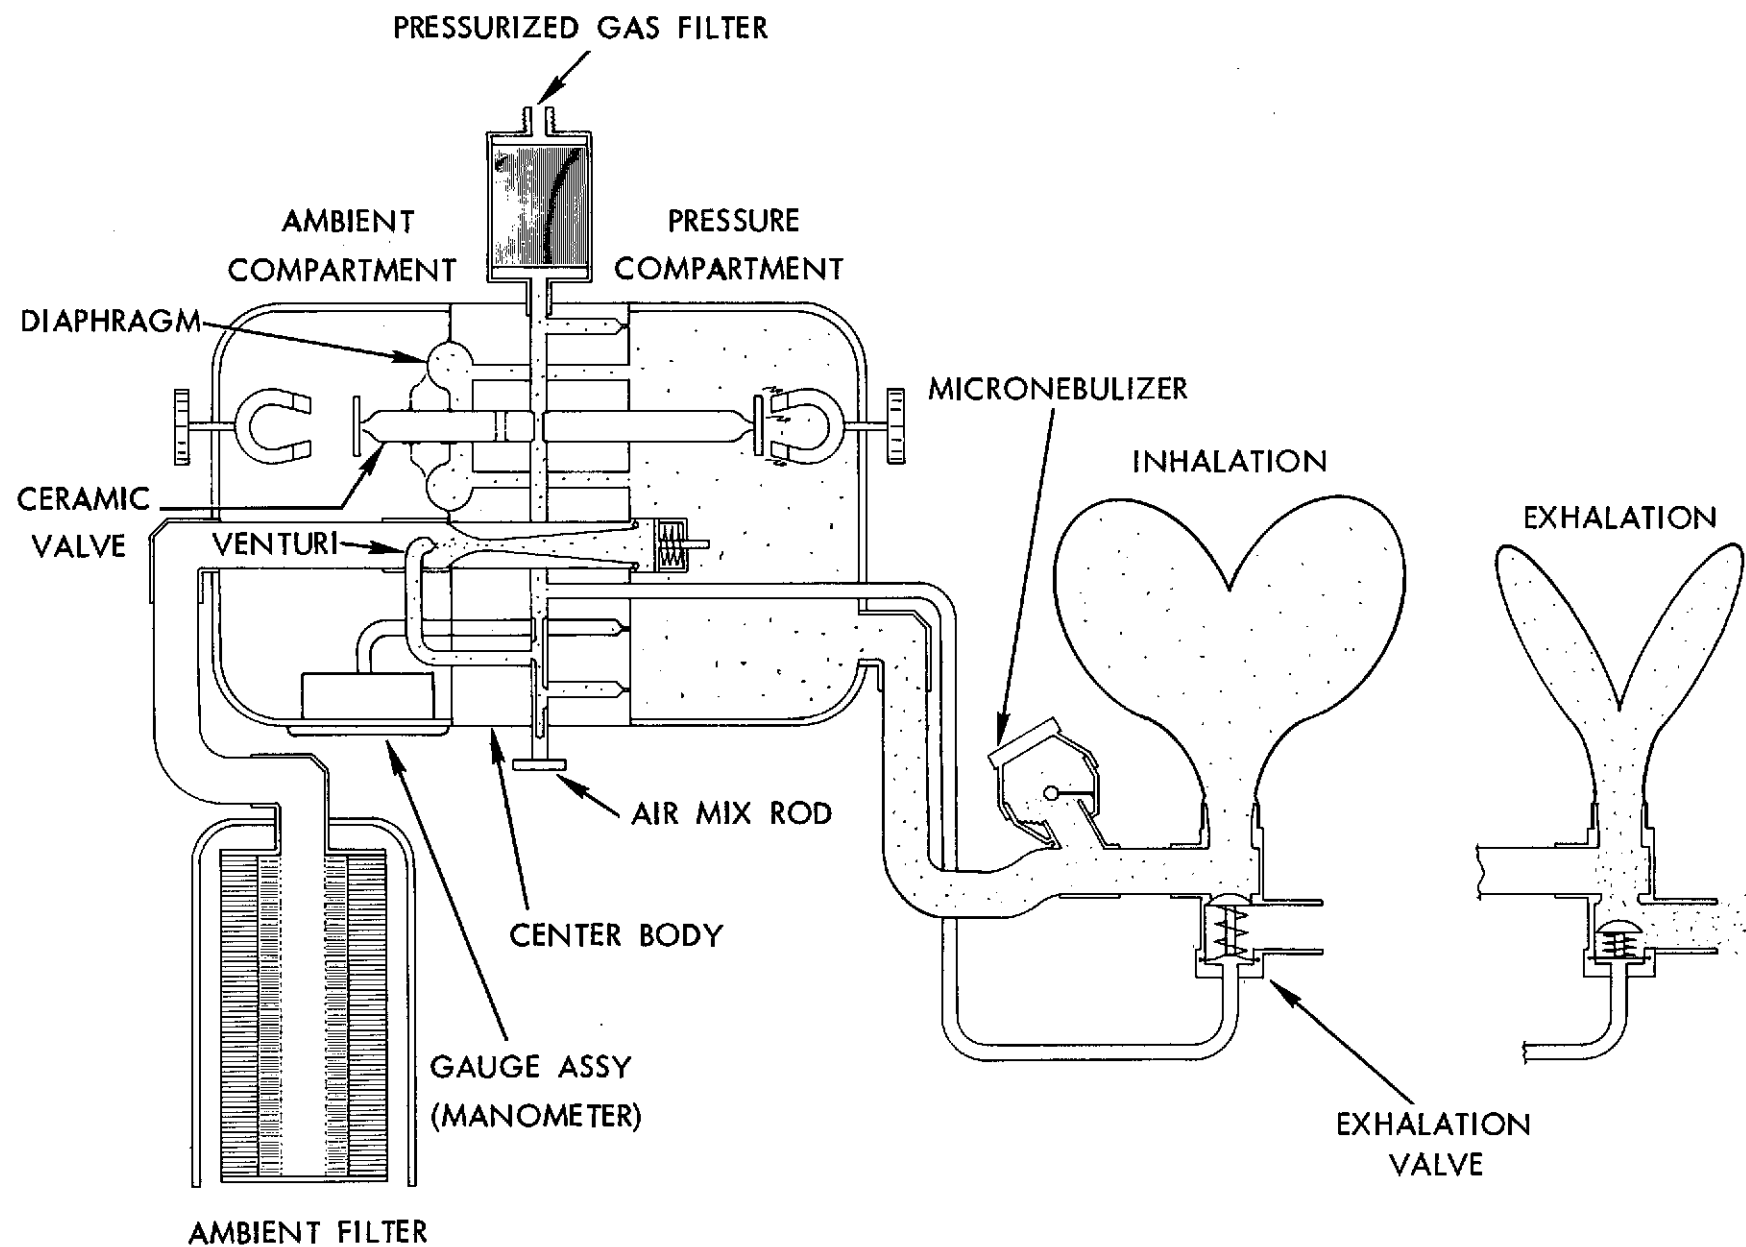 PRESSURIZED GAS FILTER
AMBIENT
COMPARTMENT
PRESSURE
COMPARTMENT
DIAPHRAGM
MICRONEBULIZER
INHALATION
EXHALATION
CERAMIC
VALVE
VENTURI
AIR MIX ROD
CENTER BODY
GAUGE ASSY
(MANOMETER)
EXHALATION
VALVE
AMBIENT FILTER